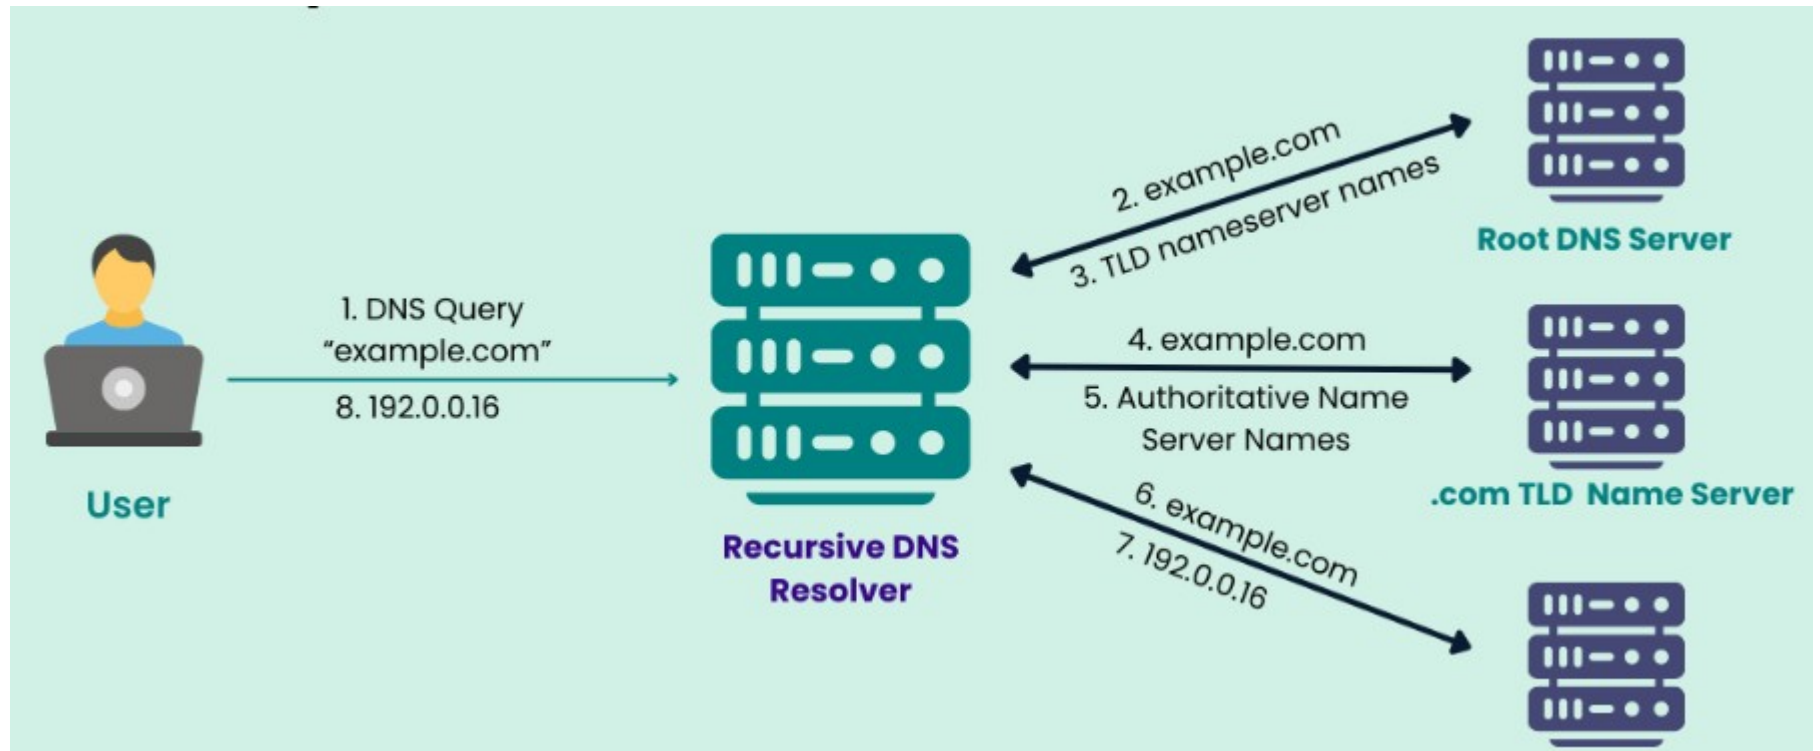 1. DNS Query
“example.com”
8. 192.0.0.16
User
Recursive DNS
Resolver
2. example.com
3. TLD nameserver names
Root DNS Server
4. example.com
5. Authoritative Name
Server Names
.com TLD Name Server
6. example.com
7. 192.0.0.16